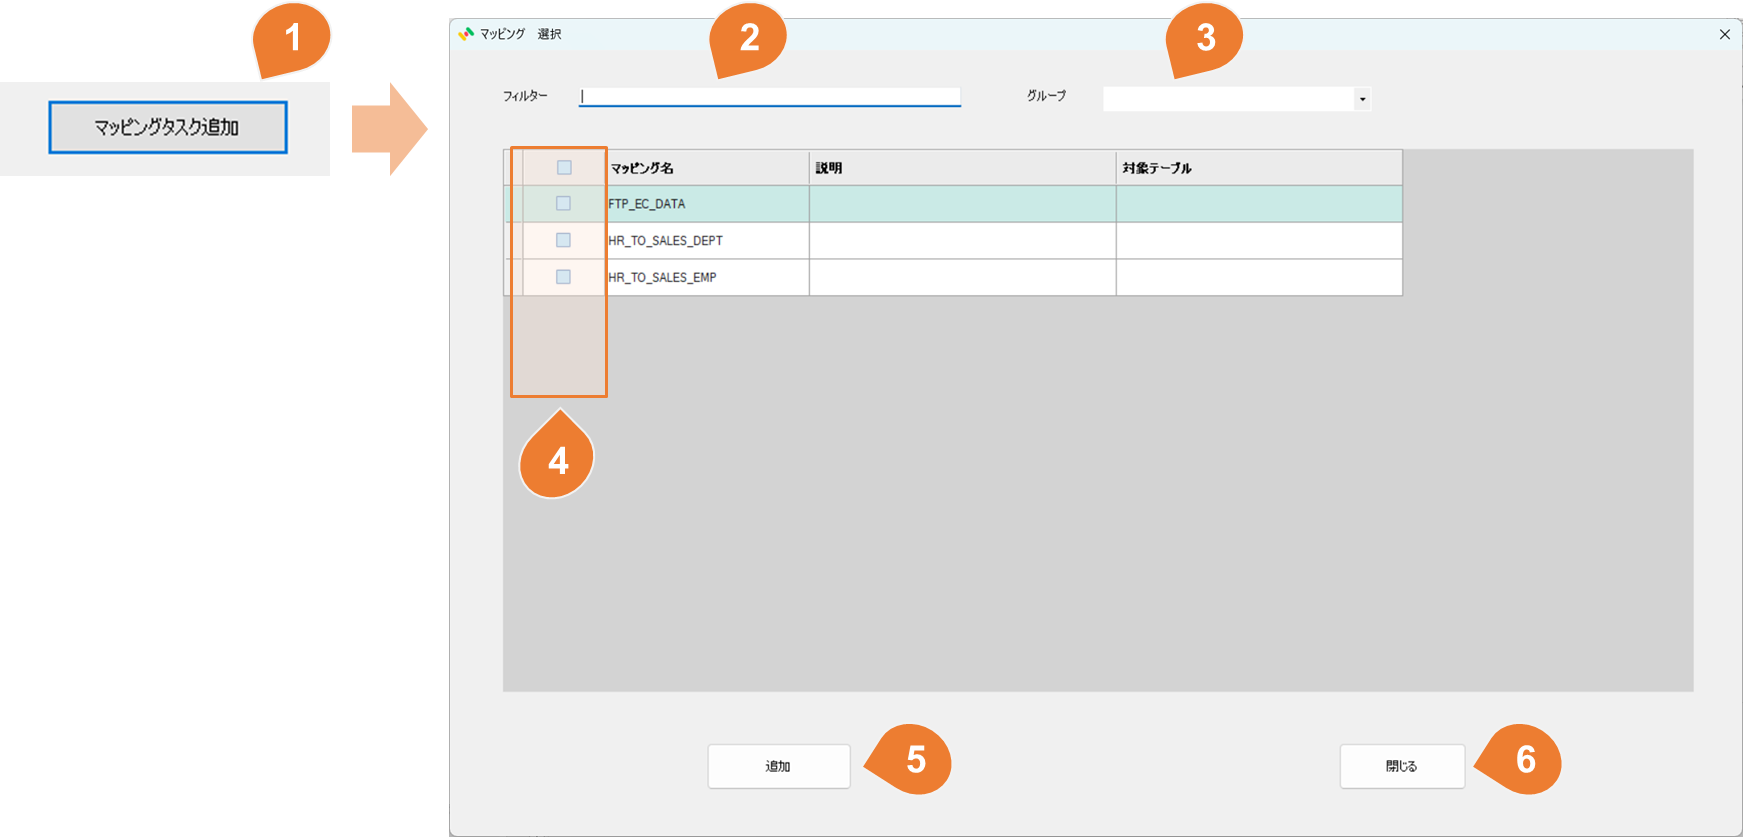 1
マッピングタスク追加
マッピング 選択
2
3
フィルター
グループ
マッピング名 説明 対象テーブル
FTP_EC_DATA
HR_TO_SALES_DEPT
HR_TO_SALES_EMP
4
追加
5
閉じる
6